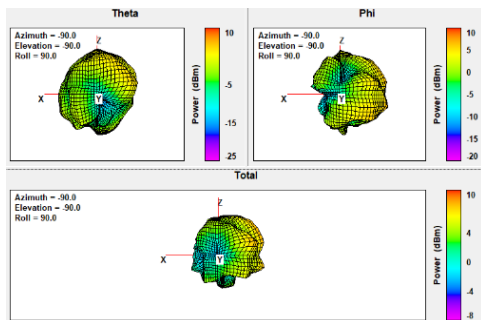 Theta
Azimuth = -90.0
Elevation = -90.0
Roll = 90.0
Z
X
Y
10
5
-5
-15
-25
Power (dBm)
Phi
Azimuth = -90.0
Elevation = -90.0
Roll = 90.0
Z
X
Y
10
5
0
-5
-10
-15
-20
Power (dBm)
Total
Azimuth = -90.0
Elevation = -90.0
Roll = 90.0
Z
X
Y
10
4
0
-4
-8
Power (dBm)